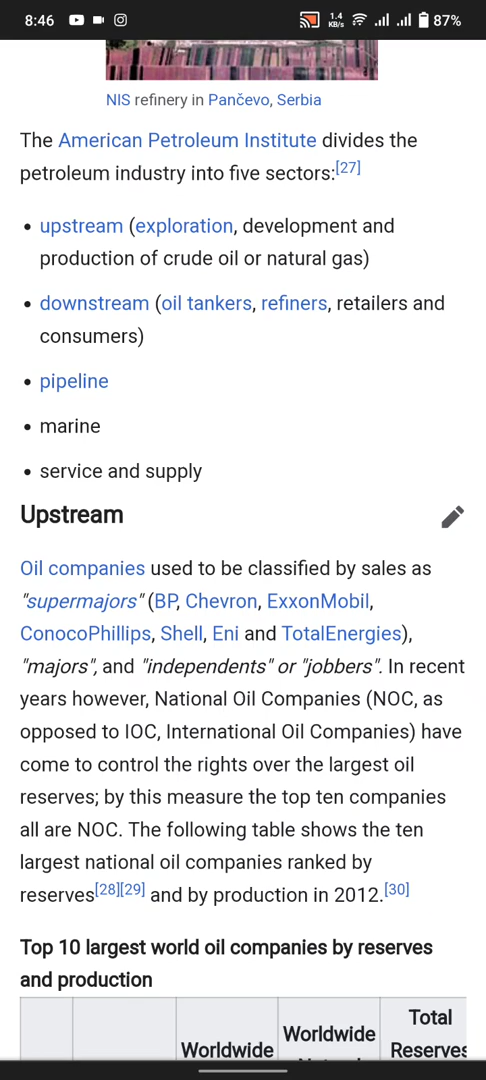 8:46
1.4
KB/s
87%
NIS refinery in Pančevo, Serbia
The American Petroleum Institute divides the
petroleum industry into five sectors:[27]
• upstream (exploration, development and
production of crude oil or natural gas)
• downstream (oil tankers, refiners, retailers and
consumers)
• pipeline
• marine
• service and supply
Upstream
Oil companies used to be classified by sales as
"supermajors" (BP, Chevron, ExxonMobil,
ConocoPhillips, Shell, Eni and TotalEnergies),
"majors", and "independents" or "jobbers". In recent
years however, National Oil Companies (NOC, as
opposed to IOC, International Oil Companies) have
come to control the rights over the largest oil
reserves; by this measure the top ten companies
all are NOC. The following table shows the ten
largest national oil companies ranked by
reserves[28][29] and by production in 2012.[30]
Top 10 largest world oil companies by reserves
and production
Total
Worldwide
Worldwide Reserves